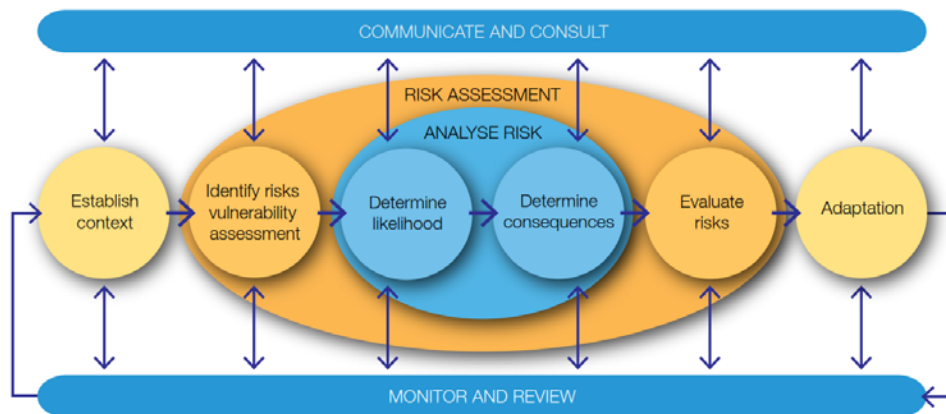 COMMUNICATE AND CONSULT
RISK ASSESSMENT
ANALYSE RISK
Establish
context
Identify risks
vulnerability
assessment
Determine
likelihood
Determine
consequences
Evaluate
risks
Adaptation
MONITOR AND REVIEW